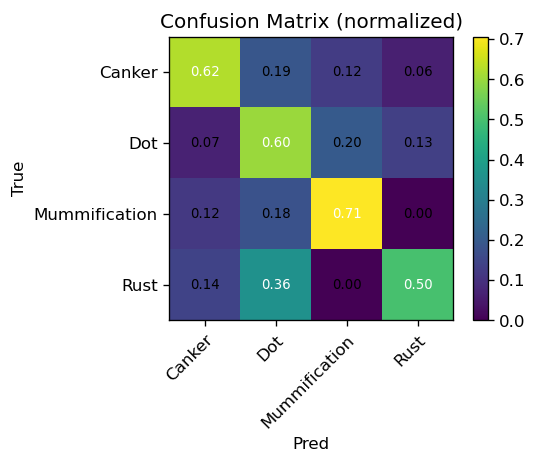 Confusion Matrix (normalized)
True
Canker 0.62 0.19 0.12 0.06
Dot 0.07 0.60 0.20 0.13
Mummification 0.12 0.18 0.71 0.00
Rust 0.14 0.36 0.00 0.50
Canker Dot Mummification Rust
Pred
0.7
0.6
0.5
0.4
0.3
0.2
0.1
0.0